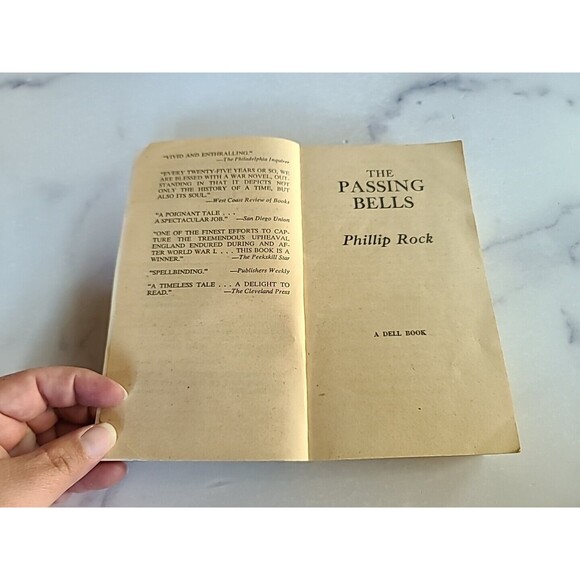 "VIVID AND ENTHRALLING."
—The Philadelphia Inquirer
"EVERY TWENTY-FIVE YEARS OR SO, WE
ARE BLESSED WITH A WAR NOVEL, OUT-
STANDING IN THAT IT DEPICTS NOT
ONLY THE HISTORY OF A TIME, BUT
ALSO ITS SOUL."
—West Coast Review of Books
"A POIGNANT TALE . . .
A SPECTACULAR JOB." —San Diego Union
"ONE OF THE FINEST EFFORTS TO CAP-
TURE THE TREMENDOUS UPHEAVAL
ENGLAND ENDURED DURING AND AF-
TER WORLD WAR I. . . . THIS BOOK IS A
WINNER." —The Peekskill Star
"SPELLBINDING." —Publishers Weekly
"A TIMELESS TALE . . . A DELIGHT TO
READ." —The Cleveland Press
THE
PASSING
BELLS
Phillip Rock
A DELL BOOK